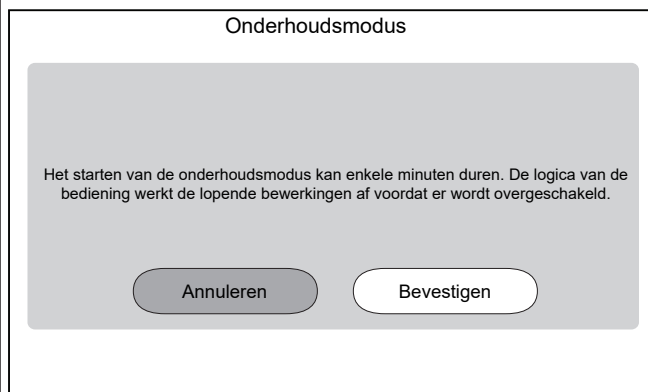 Onderhoudsmodus
Het starten van de onderhoudsmodus kan enkele minuten duren. De logica van de
bediening werkt de lopende bewerkingen af voordat er wordt overgeschakeld.
Annuleren
Bevestigen